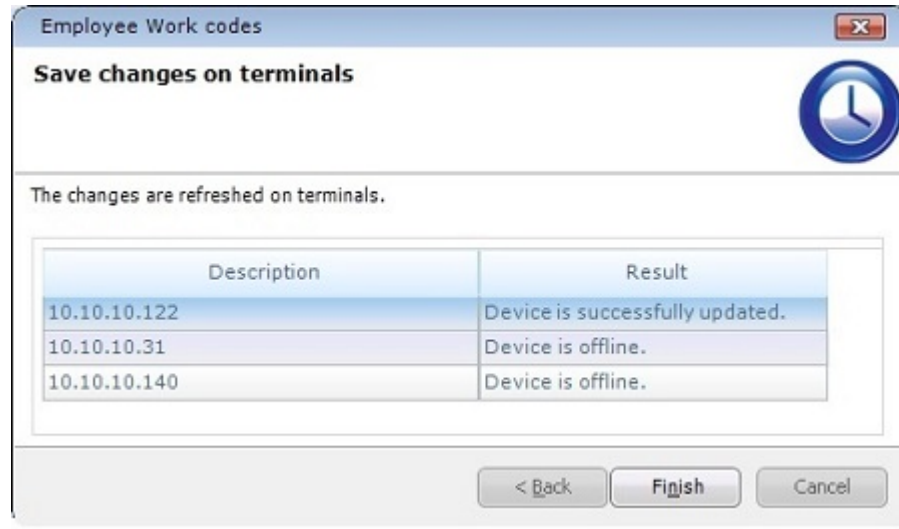 Employee Work codes
Save changes on terminals
The changes are refreshed on terminals.
Description Result
10.10.10.122 Device is successfully updated.
10.10.10.31 Device is offline.
10.10.10.140 Device is offline.
< Back Finish Cancel